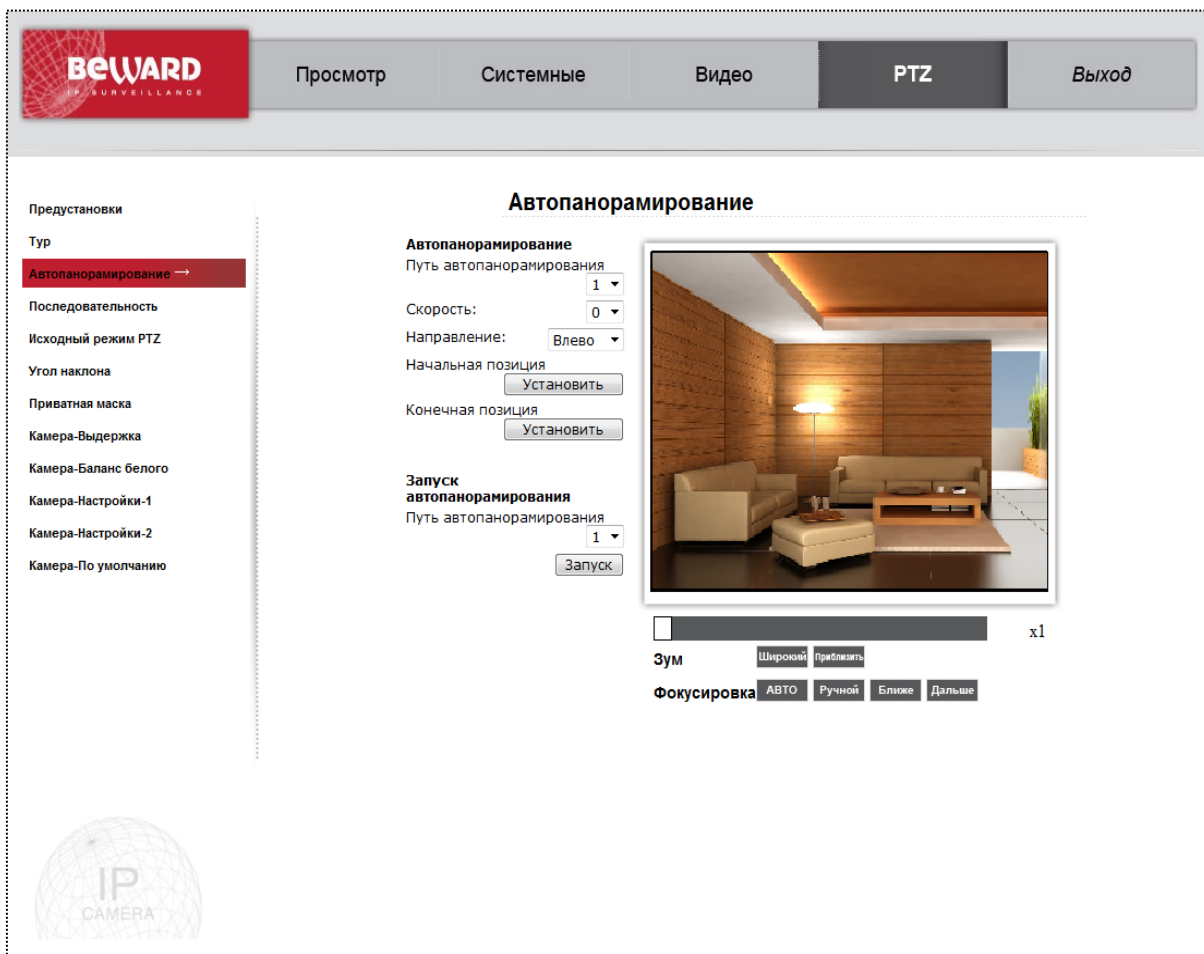 BEWARD
IP SURVEILLANCE
Просмотр
Системные
Видео
PTZ
Выход
Предустановки
Тур
Автопанорамирование →
Последовательность
Исходный режим PTZ
Угол наклона
Приватная маска
Камера-Выдержка
Камера-Баланс белого
Камера-Настройки-1
Камера-Настройки-2
Камера-По умолчанию
Автопанорамирование
Автопанорамирование
Путь автопанорамирования
1
Скорость:
0
Направление:
Влево
Начальная позиция
Установить
Конечная позиция
Установить
Запуск
автопанорамирования
Путь автопанорамирования
1
Запуск
x1
Зум
Широкий
Приблизить
Фокусировка
АВТО
Ручной
Ближе
Дальше
IP
CAMERA